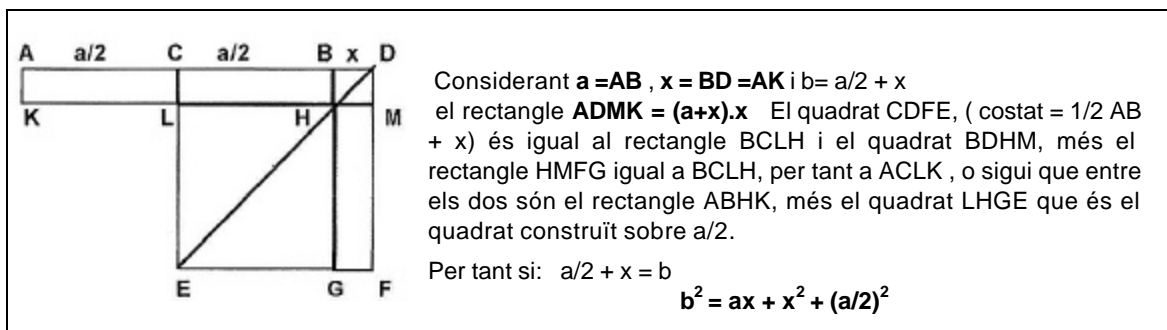 A a/2 C a/2 B x D
K L H M
E G F
Considerant a =AB , x = BD =AK i b= a/2 + x
el rectangle ADMK = (a+x).x El quadrat CDFE, ( costat = 1/2 AB
+ x) és igual al rectangle BCLH i el quadrat BDHM, més el
rectangle HMFG igual a BCLH, per tant a ACLK , o sigui que entre
els dos són el rectangle ABHK, més el quadrat LHGE que és el
quadrat construït sobre a/2.
Per tant si: a/2 + x = b
b² = ax + x² + (a/2)²